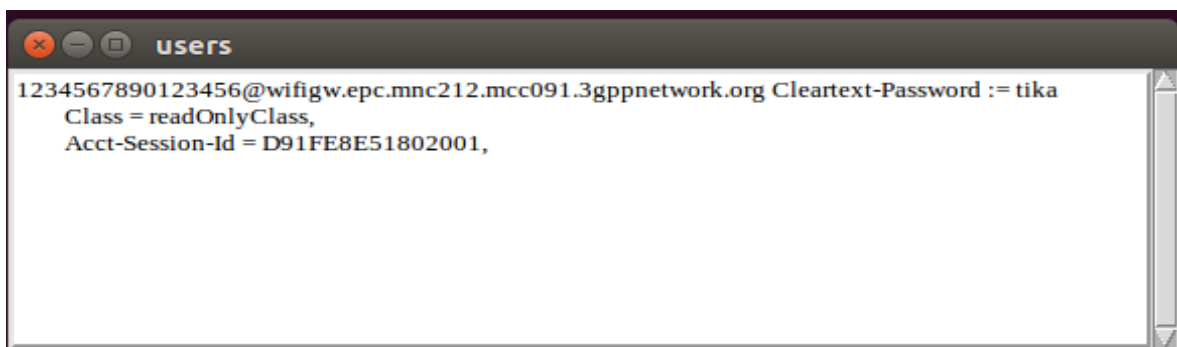 users
1234567890123456@wifigw.epc.mnc212.mcc091.3gppnetwork.org Cleartext-Password := tika
Class = readOnlyClass,
Acct-Session-Id = D91FE8E51802001,